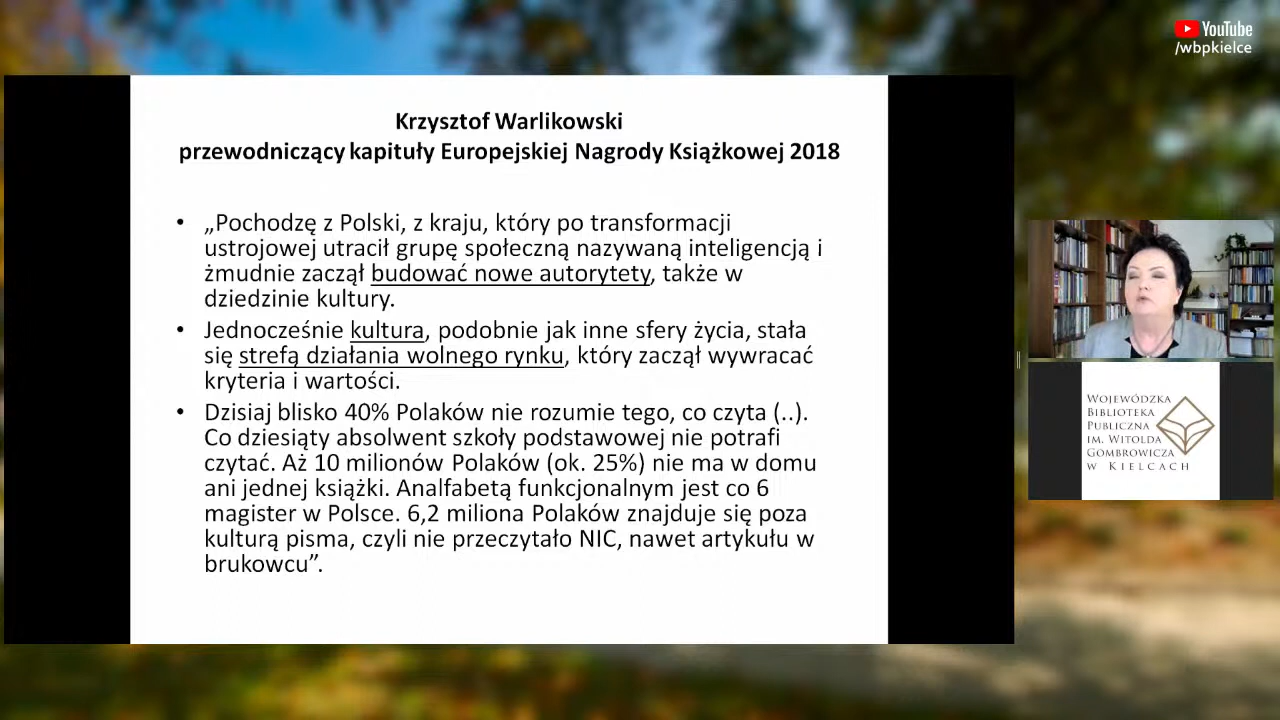 YouTube
/wbpkielce
Krzysztof Warlikowski
przewodniczący kapituły Europejskiej Nagrody Książkowej 2018
• „Pochodzę z Polski, z kraju, który po transformacji
ustrojowej utracił grupę społeczną nazywaną inteligencją i
żmudnie zaczął budować nowe autorytety, także w
dziedzinie kultury.
• Jednocześnie kultura, podobnie jak inne sfery życia, stała
się strefą działania wolnego rynku, który zaczął wywracać
kryteria i wartości.
• Dzisiaj blisko 40% Polaków nie rozumie tego, co czyta (..).
Co dziesiąty absolwent szkoły podstawowej nie potrafi
czytać. Aż 10 milionów Polaków (ok. 25%) nie ma w domu
ani jednej książki. Analfabetą funkcjonalnym jest co 6
magister w Polsce. 6,2 miliona Polaków znajduje się poza
kulturą pisma, czyli nie przeczytało NIC, nawet artykułu w
brukowcu”.
WOJEWÓDZKA
BIBLIOTEKA
PUBLICZNA
IM. WITOLDA
GOMBROWICZA
W KIELCACH